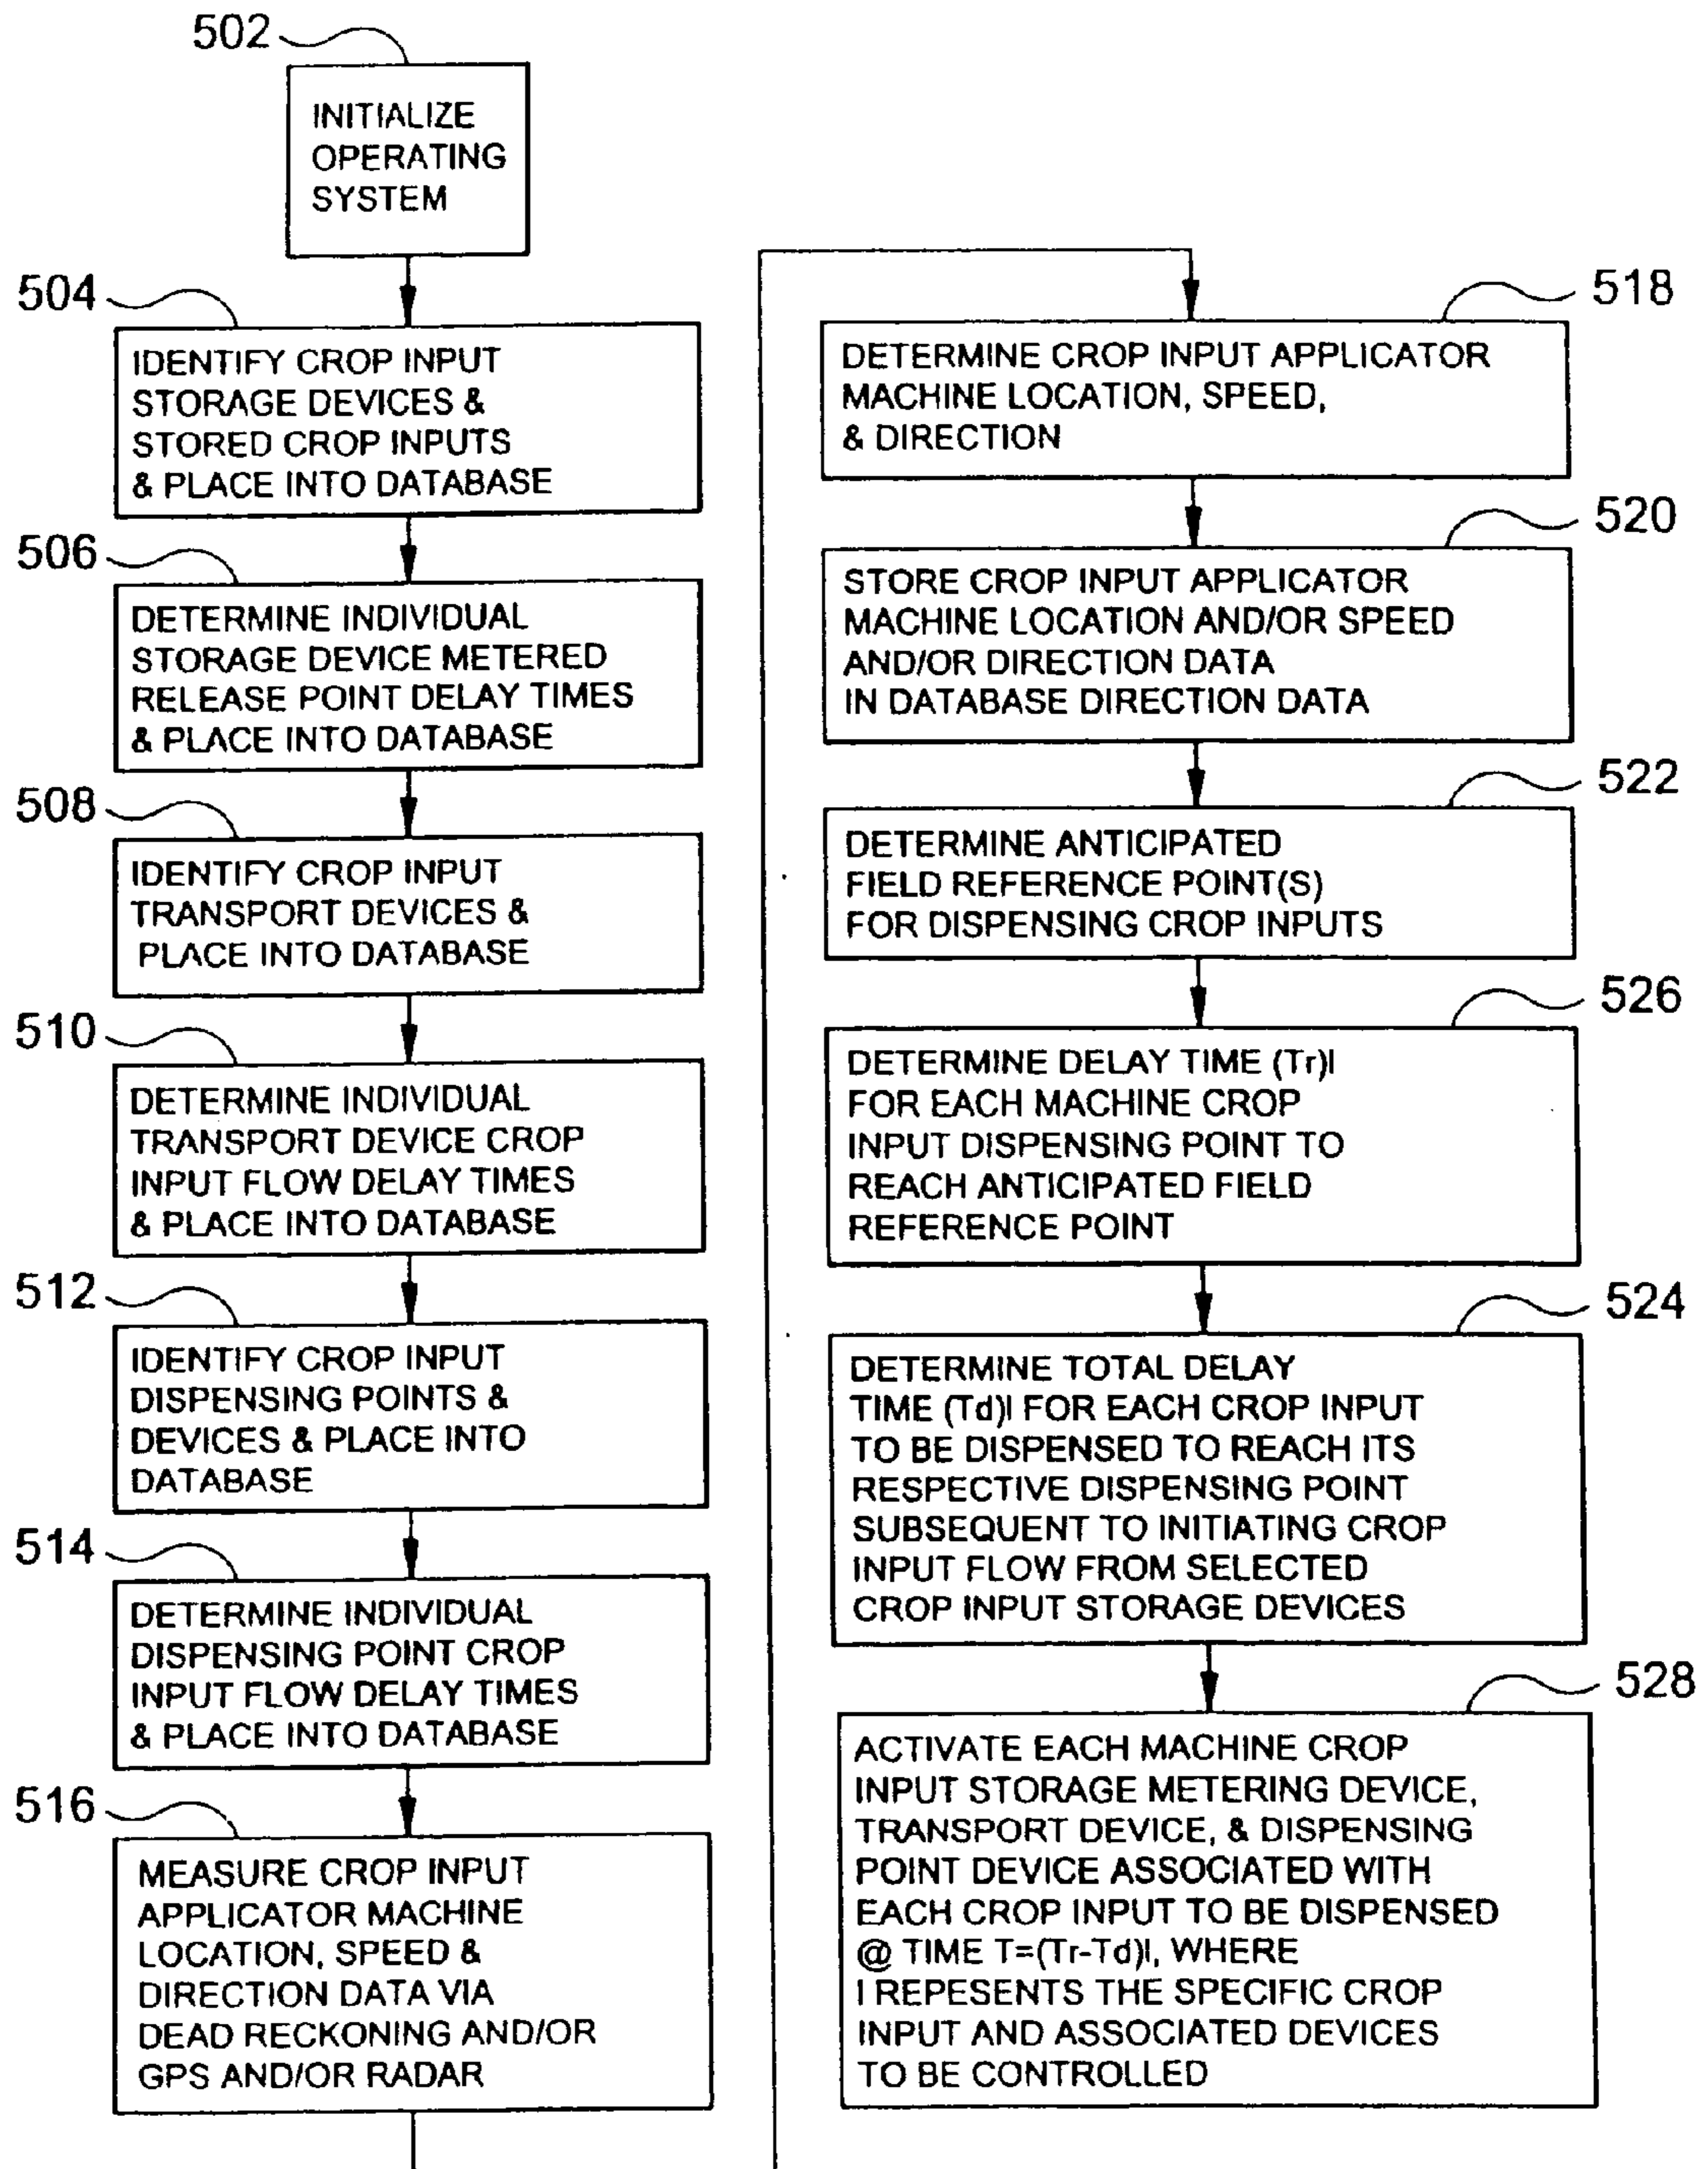 502
INITIALIZE
OPERATING
SYSTEM
504
IDENTIFY CROP INPUT
STORAGE DEVICES &
STORED CROP INPUTS
& PLACE INTO DATABASE
506
DETERMINE INDIVIDUAL
STORAGE DEVICE METERED
RELEASE POINT DELAY TIMES
& PLACE INTO DATABASE
508
IDENTIFY CROP INPUT
TRANSPORT DEVICES &
PLACE INTO DATABASE
510
DETERMINE INDIVIDUAL
TRANSPORT DEVICE CROP
INPUT FLOW DELAY TIMES
& PLACE INTO DATABASE
512
IDENTIFY CROP INPUT
DISPENSING POINTS &
DEVICES & PLACE INTO
DATABASE
514
DETERMINE INDIVIDUAL
DISPENSING POINT CROP
INPUT FLOW DELAY TIMES
& PLACE INTO DATABASE
516
MEASURE CROP INPUT
APPLICATOR MACHINE
LOCATION, SPEED &
DIRECTION DATA VIA
DEAD RECKONING AND/OR
GPS AND/OR RADAR
518
DETERMINE CROP INPUT APPLICATOR
MACHINE LOCATION, SPEED,
& DIRECTION
520
STORE CROP INPUT APPLICATOR
MACHINE LOCATION AND/OR SPEED
AND/OR DIRECTION DATA
IN DATABASE DIRECTION DATA
522
DETERMINE ANTICIPATED
FIELD REFERENCE POINT(S)
FOR DISPENSING CROP INPUTS
526
DETERMINE DELAY TIME (Tr)I
FOR EACH MACHINE CROP
INPUT DISPENSING POINT TO
REACH ANTICIPATED FIELD
REFERENCE POINT
524
DETERMINE TOTAL DELAY
TIME (Td)I FOR EACH CROP INPUT
TO BE DISPENSED TO REACH ITS
RESPECTIVE DISPENSING POINT
SUBSEQUENT TO INITIATING CROP
INPUT FLOW FROM SELECTED
CROP INPUT STORAGE DEVICES
528
ACTIVATE EACH MACHINE CROP
INPUT STORAGE METERING DEVICE,
TRANSPORT DEVICE, & DISPENSING
POINT DEVICE ASSOCIATED WITH
EACH CROP INPUT TO BE DISPENSED
@ TIME T=(Tr-Td)I, WHERE
I REPESENTS THE SPECIFIC CROP
INPUT AND ASSOCIATED DEVICES
TO BE CONTROLLED